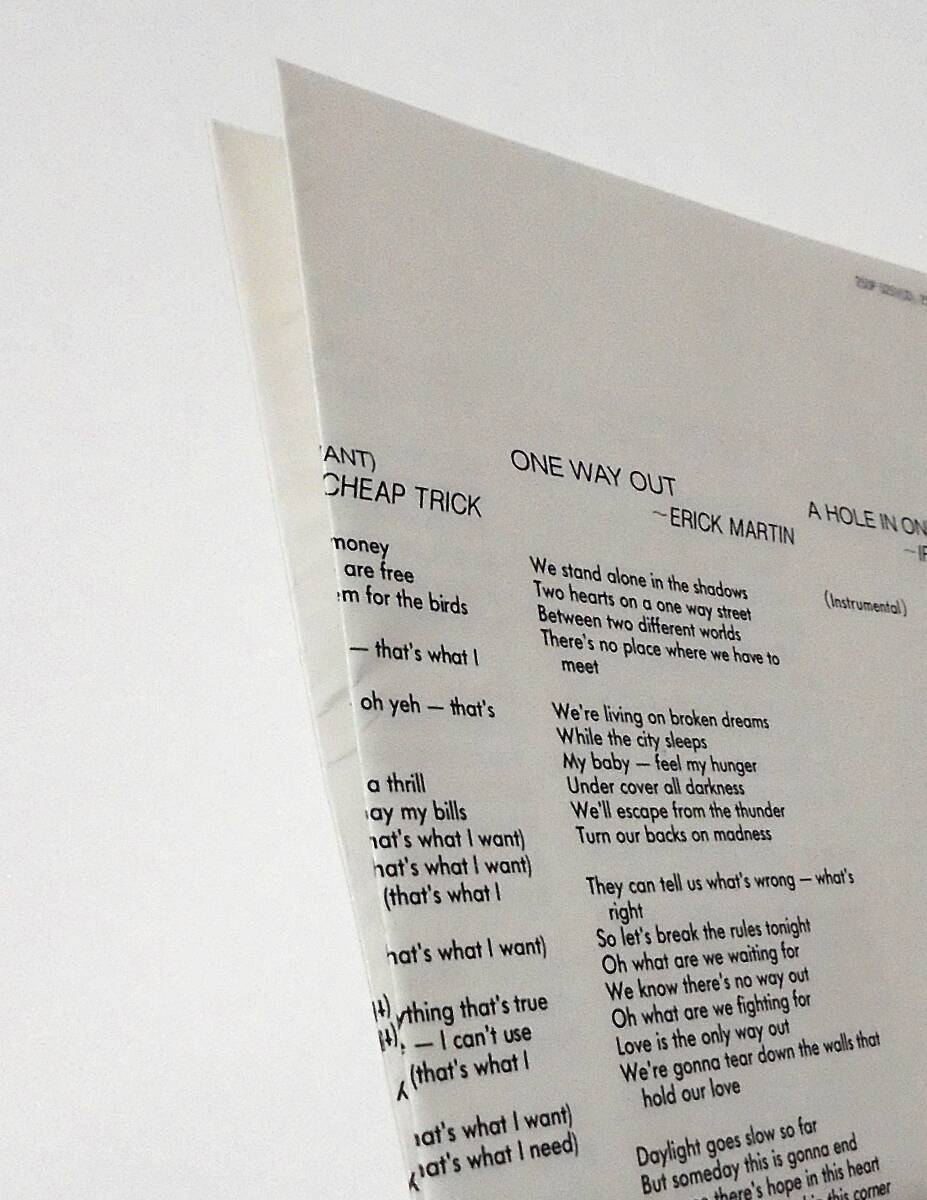 ANT)
CHEAP TRICK
money
are free
m for the birds
— that's what I
oh yeh — that's
a thrill
ay my bills
hat's what I want)
hat's what I want)
(that's what I
hat's what I want)
ything that's true
— I can't use
(that's what I
at's what I want)
at's what I need)
ONE WAY OUT
~ERICK MARTIN
We stand alone in the shadows
Two hearts on a one way street
Between two different worlds
There's no place where we have to
meet
We're living on broken dreams
While the city sleeps
My baby — feel my hunger
Under cover all darkness
We'll escape from the thunder
Turn our backs on madness
They can tell us what's wrong — what's
right
So let's break the rules tonight
Oh what are we waiting for
We know there's no way out
Oh what are we fighting for
Love is the only way out
We're gonna tear down the walls that
hold our love
Daylight goes slow so far
But someday this is gonna end
there's hope in this heart
this corner
A HOLE IN ON
(Instrumental)